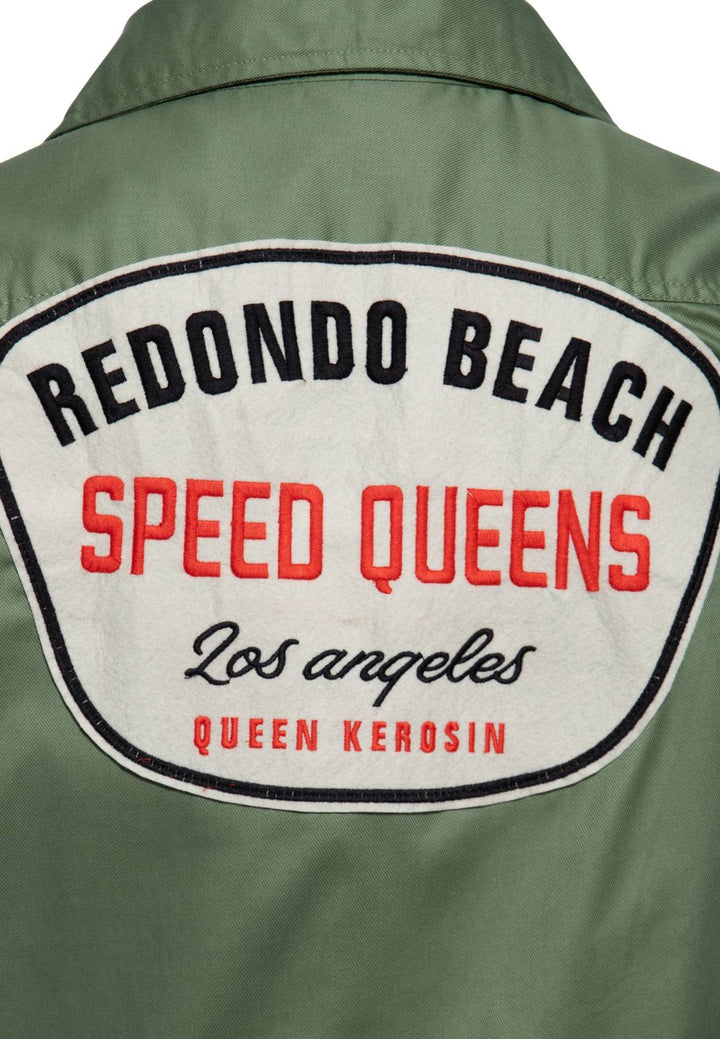 REDONDO BEACH
SPEED QUEENS
Los angeles
QUEEN KEROSIN